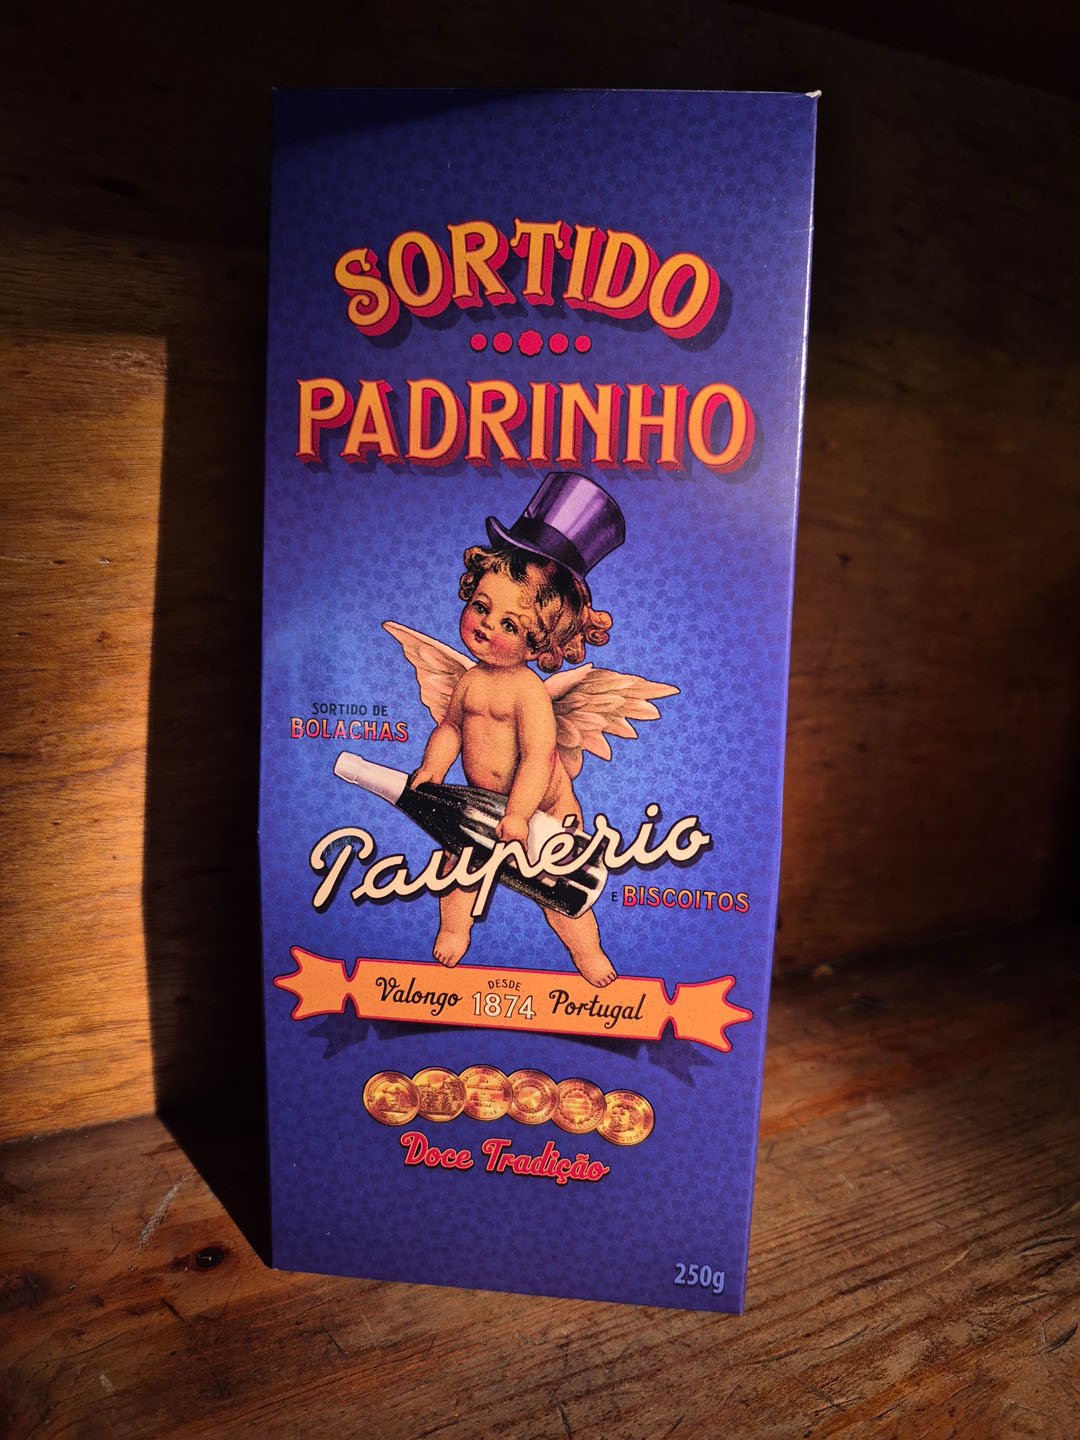 SORTIDO
PADRINHO
SORTIDO DE
BOLACHAS
Paupério
E BISCOITOS
Valongo DESDE 1874 Portugal
Doce Tradição
250g